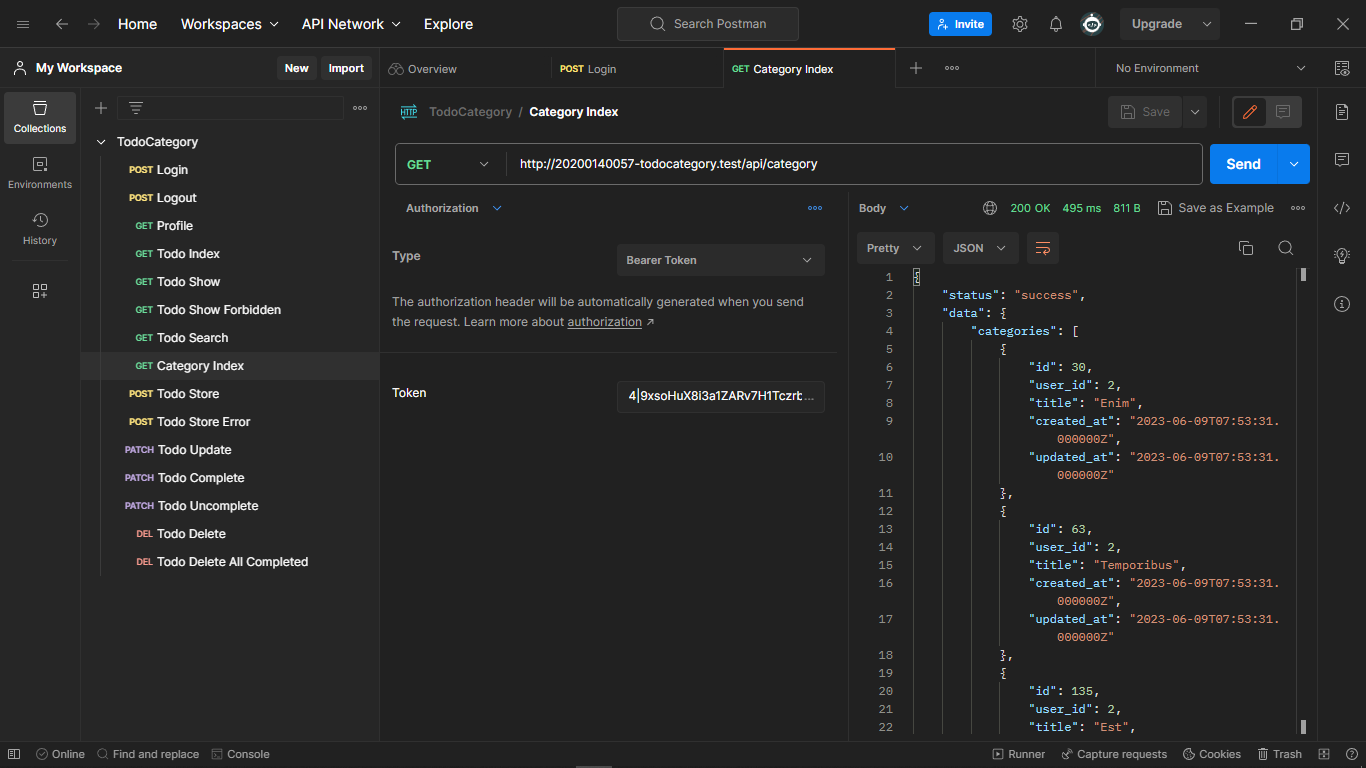 Home Workspaces API Network Explore Search Postman Invite Upgrade
My Workspace New Import Overview POST Login GET Category Index No Environment
HTTP TodoCategory / Category Index Save
Collections
Environments
History
TodoCategory
POST Login
POST Logout
GET Profile
GET Todo Index
GET Todo Show
GET Todo Show Forbidden
GET Todo Search
GET Category Index
POST Todo Store
POST Todo Store Error
PATCH Todo Update
PATCH Todo Complete
PATCH Todo Uncomplete
DEL Todo Delete
DEL Todo Delete All Completed
GET http://20200140057-todocategory.test/api/category Send
Authorization
Type Bearer Token
The authorization header will be automatically generated when you send
the request. Learn more about authorization ↗
Token 4|9xsoHuX8i3a1ZARv7H1Tczrb...
Body 200 OK 495 ms 811 B Save as Example
Pretty JSON
1 {
2 "status": "success",
3 "data": {
4 "categories": [
5 {
6 "id": 30,
7 "user_id": 2,
8 "title": "Enim",
9 "created_at": "2023-06-09T07:53:31.
000000Z",
10 "updated_at": "2023-06-09T07:53:31.
000000Z"
11 },
12 {
13 "id": 63,
14 "user_id": 2,
15 "title": "Temporibus",
16 "created_at": "2023-06-09T07:53:31.
000000Z",
17 "updated_at": "2023-06-09T07:53:31.
000000Z"
18 },
19 {
20 "id": 135,
21 "user_id": 2,
22 "title": "Est",
Online Find and replace Console Runner Capture requests Cookies Trash